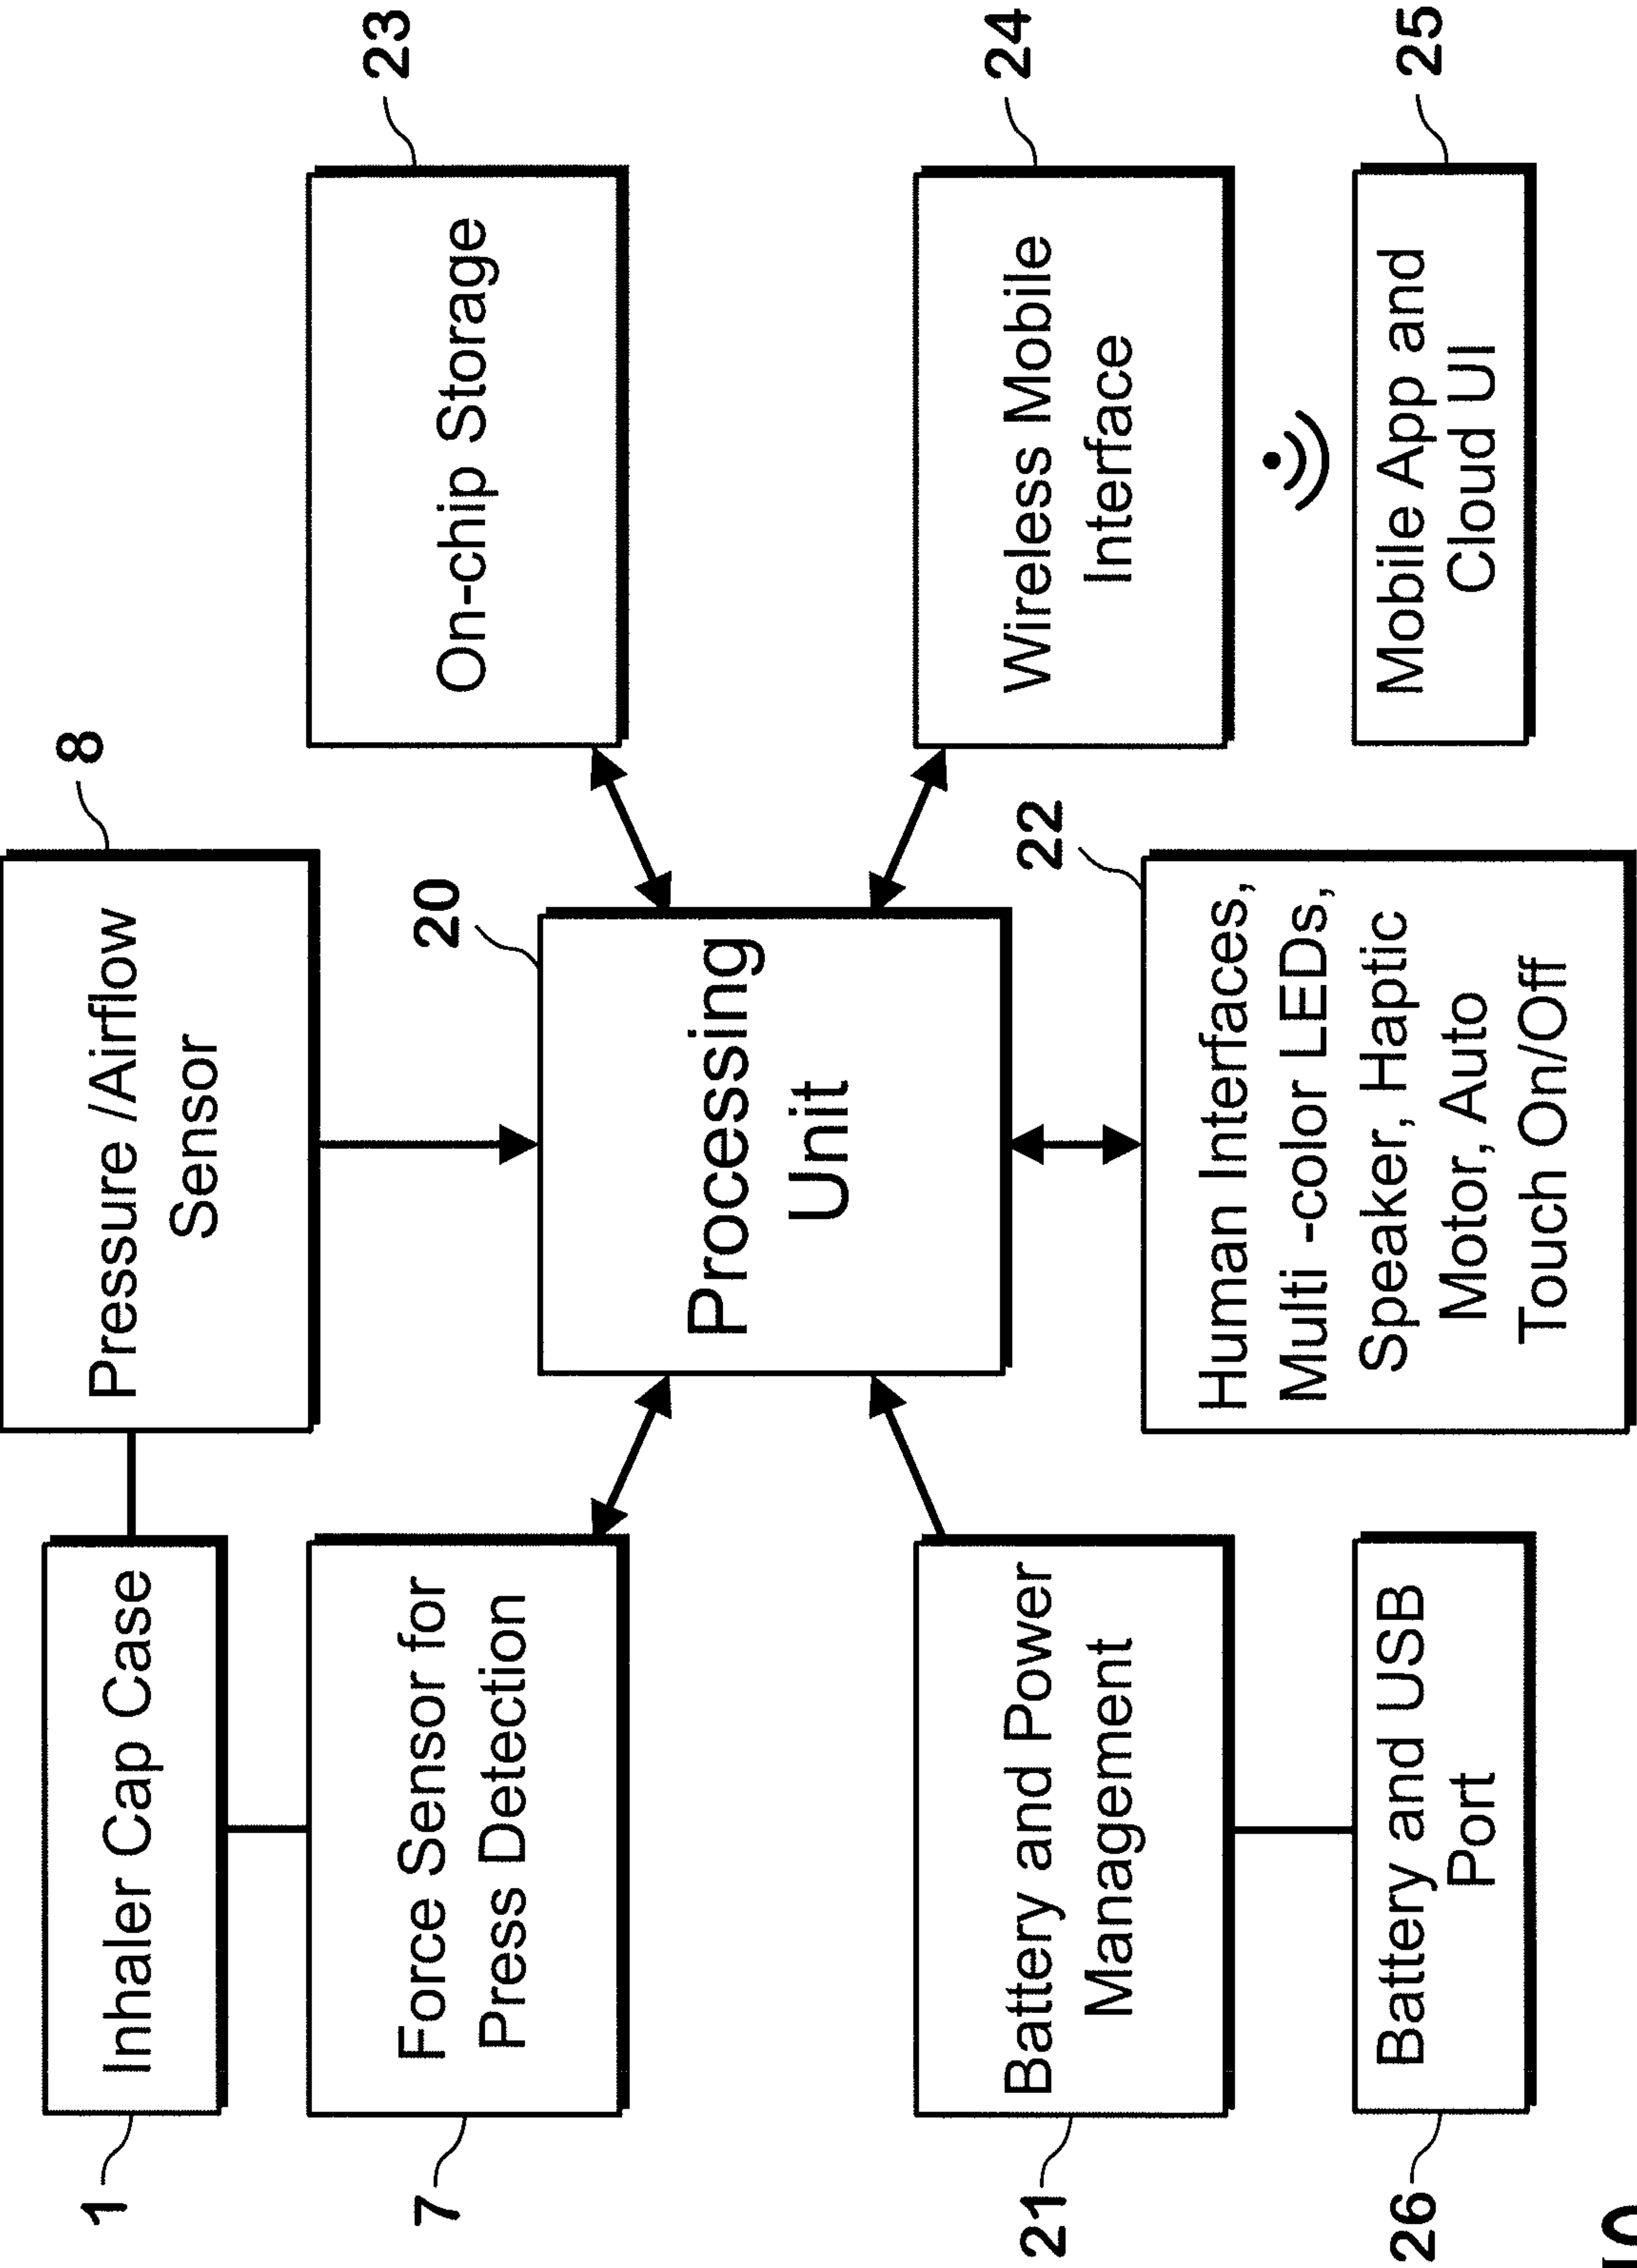 1
Inhaler Cap Case
8
Pressure /Airflow
Sensor
23
On-chip Storage
7
Force Sensor for
Press Detection
20
Processing
Unit
24
Wireless Mobile
Interface
21
Battery and Power
Management
22
Human Interfaces,
Multi -color LEDs,
Speaker, Haptic
Motor, Auto
Touch On/Off
25
Mobile App and
Cloud UI
26
Battery and USB
Port